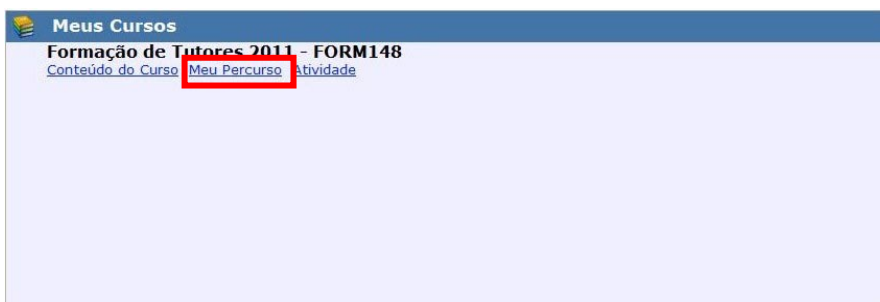 Meus Cursos
Formação de Tutores 2011 - FORM148
Conteúdo do Curso Meu Percurso Atividade